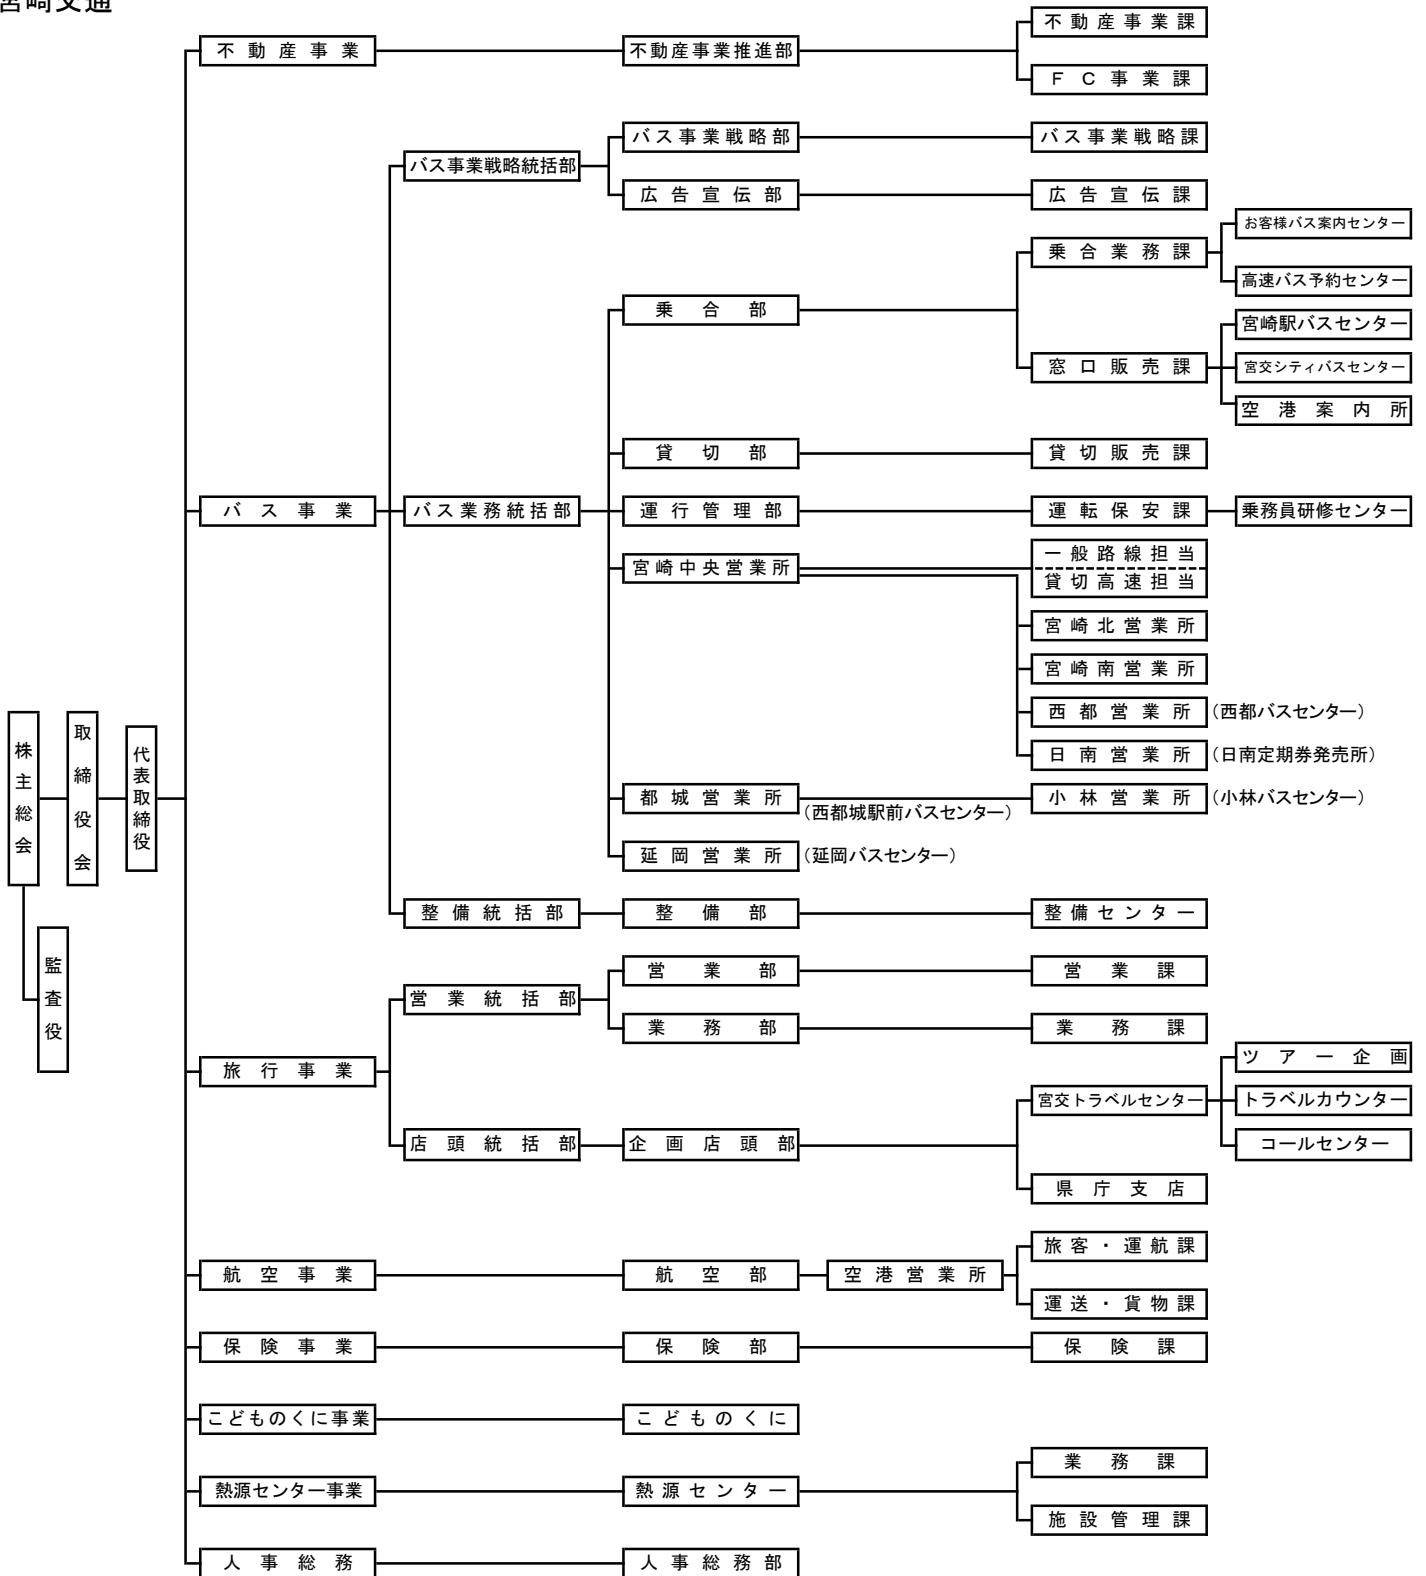 宮崎交通
不動産事業課
不動産事業
不動産事業推進部
FC事業課
バス事業戦略部
バス事業戦略課
バス事業戦略統括部
広告宣伝部
広告宣伝課
お客様バス案内センター
乗合業務課
高速バス予約センター
乗合部
宮崎駅バスセンター
窓口販売課
宮交シティバスセンター
空港案内所
貸切部
貸切販売課
バス事業
バス業務統括部
運行管理部
運転保安課
乗務員研修センター
宮崎中央営業所
一般路線担当
貸切高速担当
宮崎北営業所
宮崎南営業所
西都営業所
(西都バスセンター)
日南営業所
(日南定期券発売所)
株主総会
取締役会
代表取締役
都城営業所
(西都城駅前バスセンター)
小林営業所
(小林バスセンター)
延岡営業所
(延岡バスセンター)
整備統括部
整備部
整備センター
監査役
営業部
営業課
営業統括部
業務部
業務課
旅行事業
ツアー企画
宮交トラベルセンター
トラベルカウンター
店頭統括部
企画店頭部
コールセンター
県庁支店
旅客・運航課
航空事業
航空部
空港営業所
運送・貨物課
保険事業
保険部
保険課
こどものくに事業
こどものくに
業務課
熱源センター事業
熱源センター
施設管理課
人事総務
人事総務部